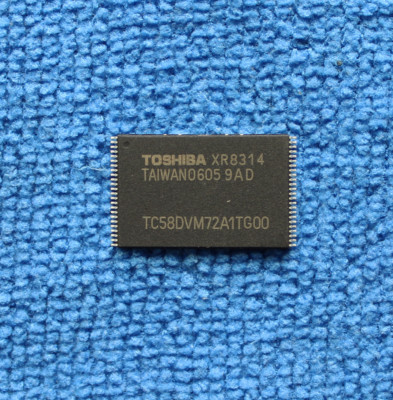 TOSHIBA XR8314
TAIWAN0605 9AD
TC58DVM72A1TG00